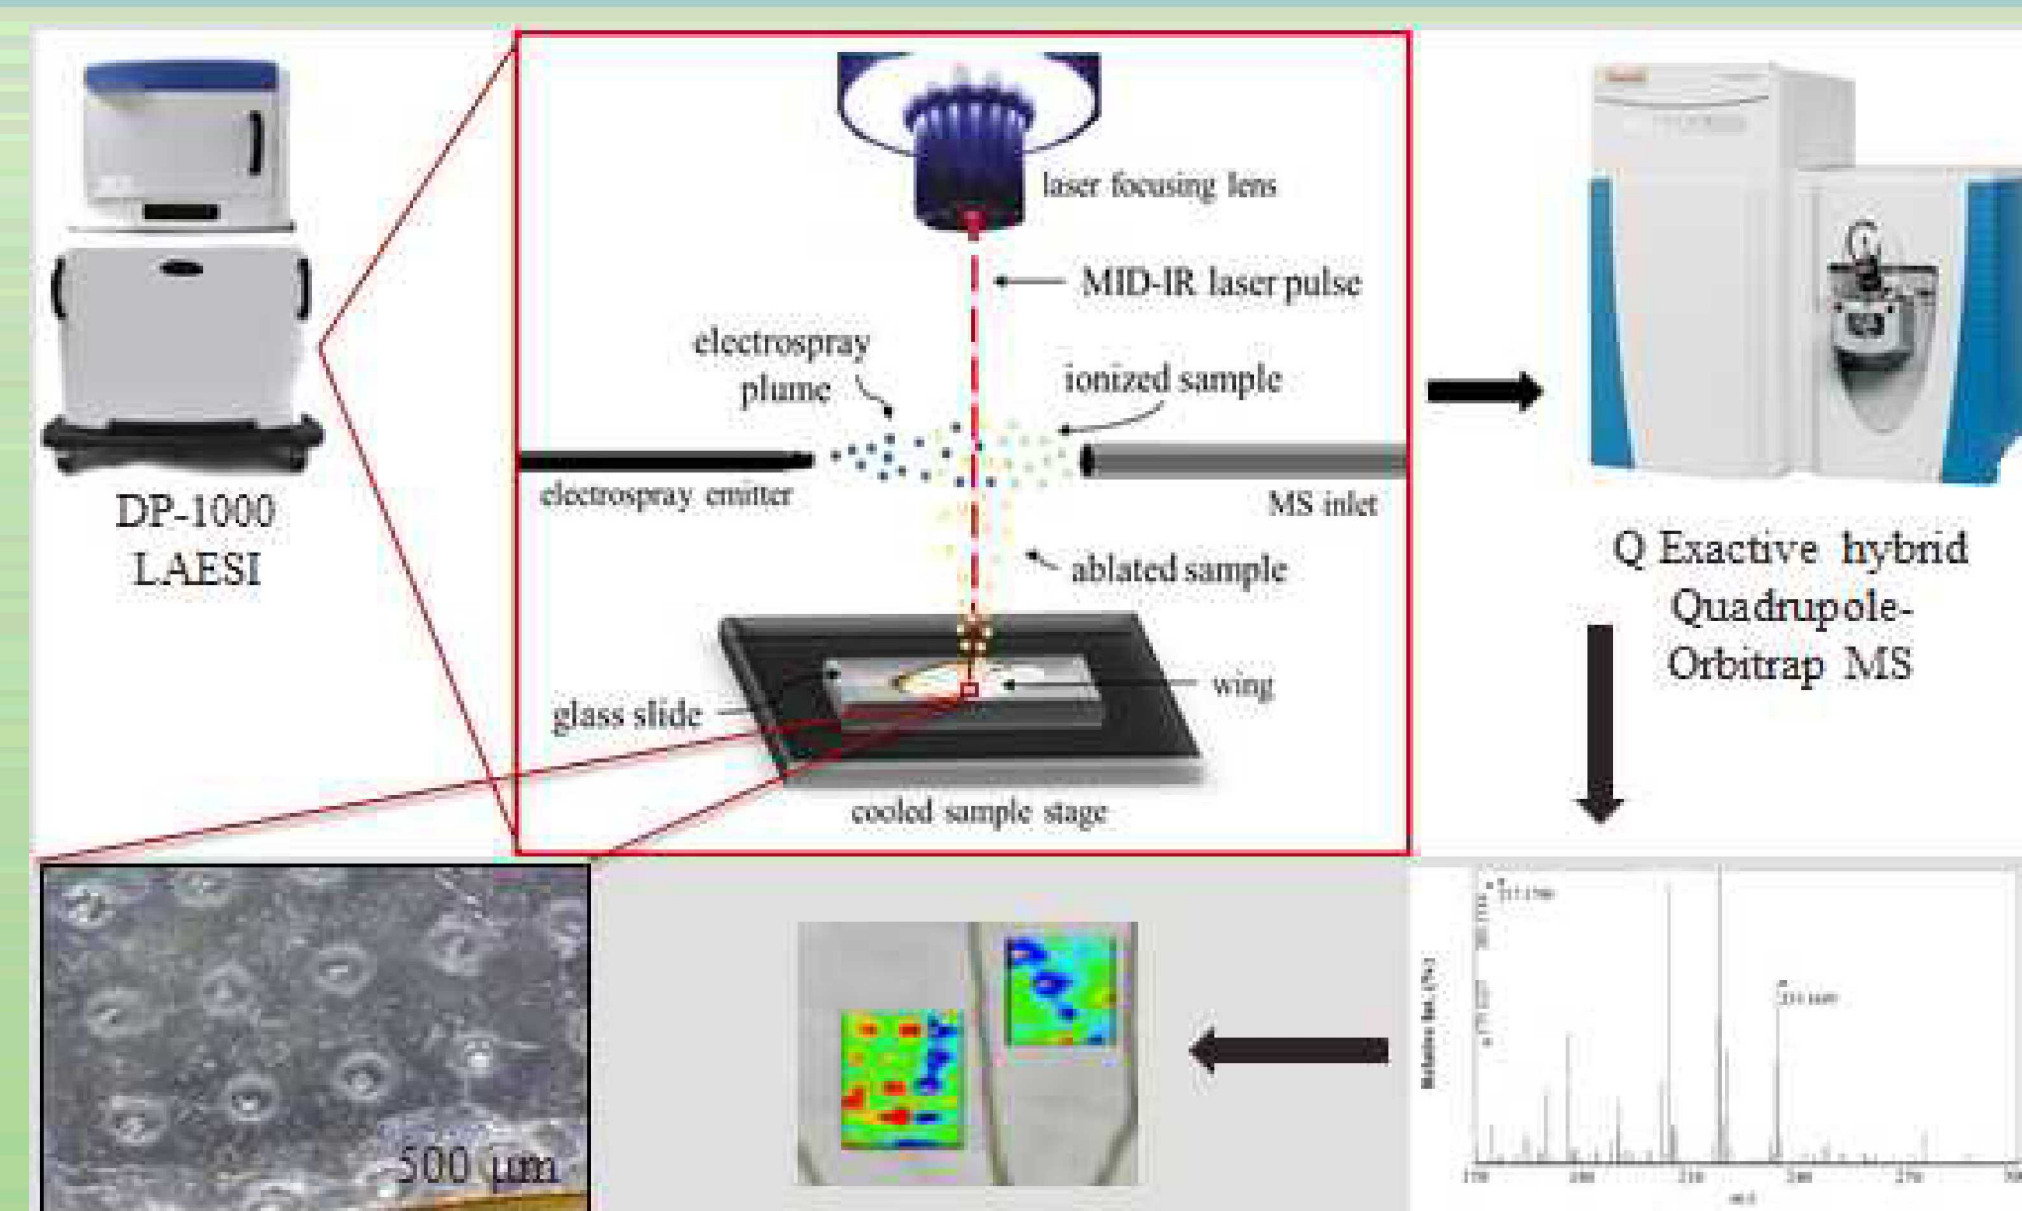 laser focusing lens
MID-IR laser pulse
electrospray
plume
ionized sample
electrospray emitter
MS inlet
DP-1000
LAESI
ablated sample
Q Exactive hybrid
Quadrupole-
Orbitrap MS
wing
glass slide
cooled sample stage
500 µm